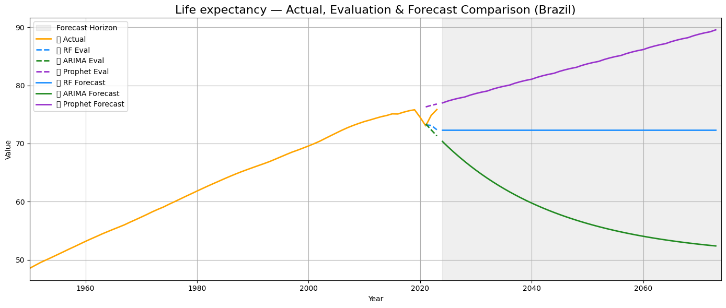 Life expectancy — Actual, Evaluation & Forecast Comparison (Brazil)
Forecast Horizon
Actual
RF Eval
ARIMA Eval
Prophet Eval
RF Forecast
ARIMA Forecast
Prophet Forecast
Value
90
80
70
60
50
1960
1980
2000
2020
2040
2060
Year